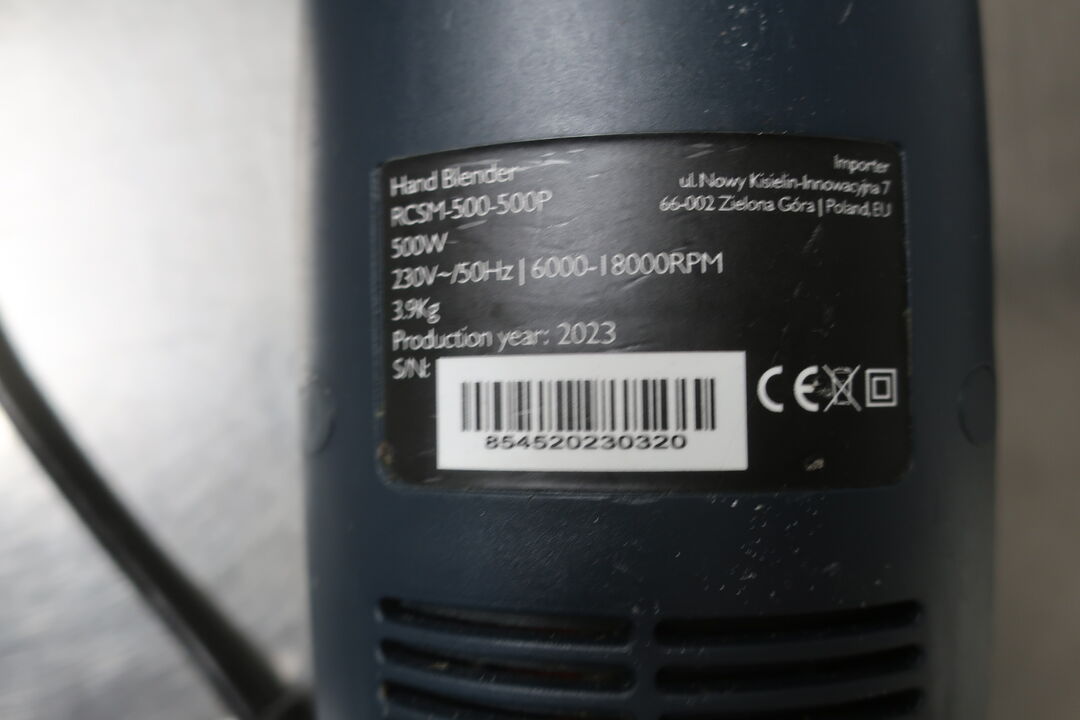 Hand Blender
RCSM-500-500P
500W
230V~/50Hz | 6000-18000RPM
3.9Kg
Production year: 2023
S/N:
854520230320
Importer
ul. Nowy Kisielin-Innowacyjna 7
66-002 Zielona Góra | Poland, EU
CE